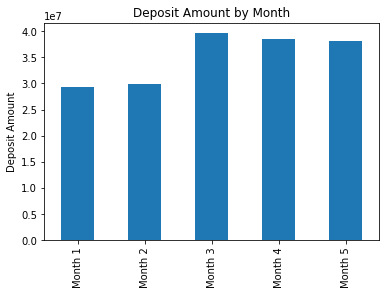 Deposit Amount by Month
1e7
4.0
3.5
3.0
2.5
2.0
1.5
1.0
0.5
0.0
Deposit Amount
Month 1
Month 2
Month 3
Month 4
Month 5